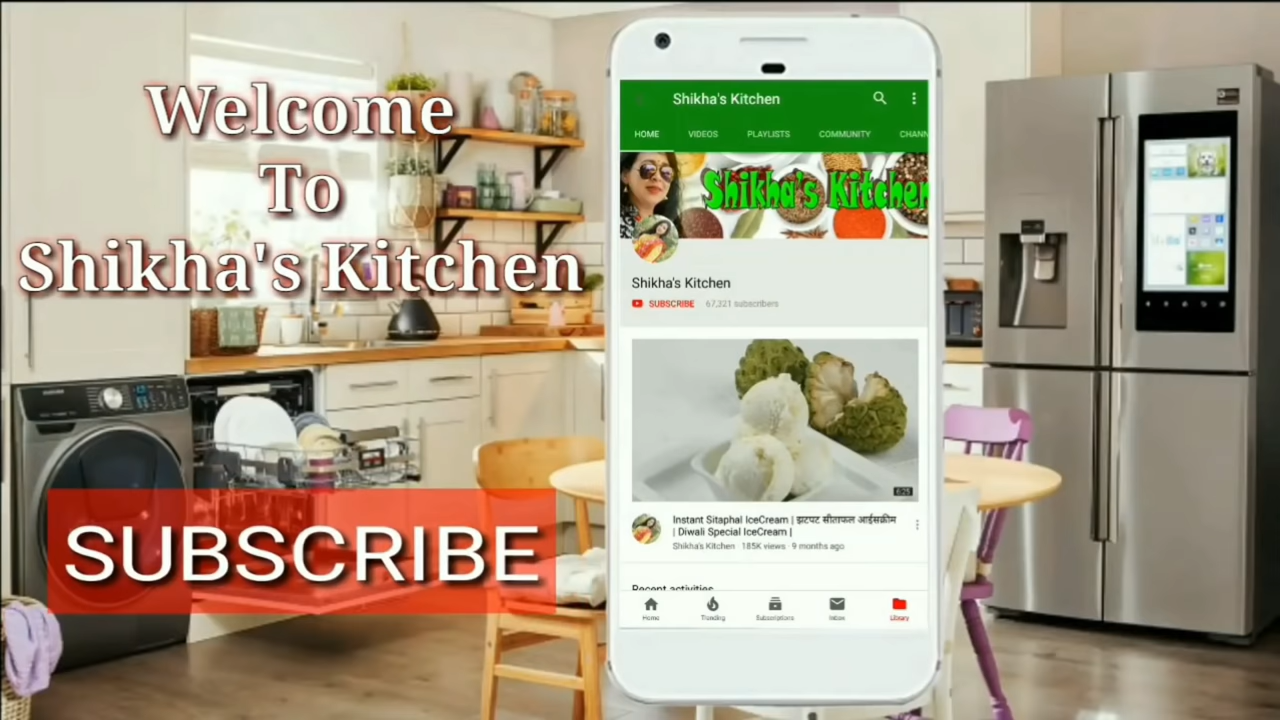 Welcome
To
Shikha's Kitchen
SUBSCRIBE
Shikha's Kitchen
HOME VIDEOS PLAYLISTS COMMUNITY CHANN
Shikha's Kitchen
Shikha's Kitchen
SUBSCRIBE 67,321 subscribers
6:25
Instant Sitaphal IceCream | झटपट सीताफल आईसक्रीम
| Diwali Special IceCream |
Shikha's Kitchen · 185K views · 9 months ago
Recent activities
Home Trending Subscriptions Inbox Library